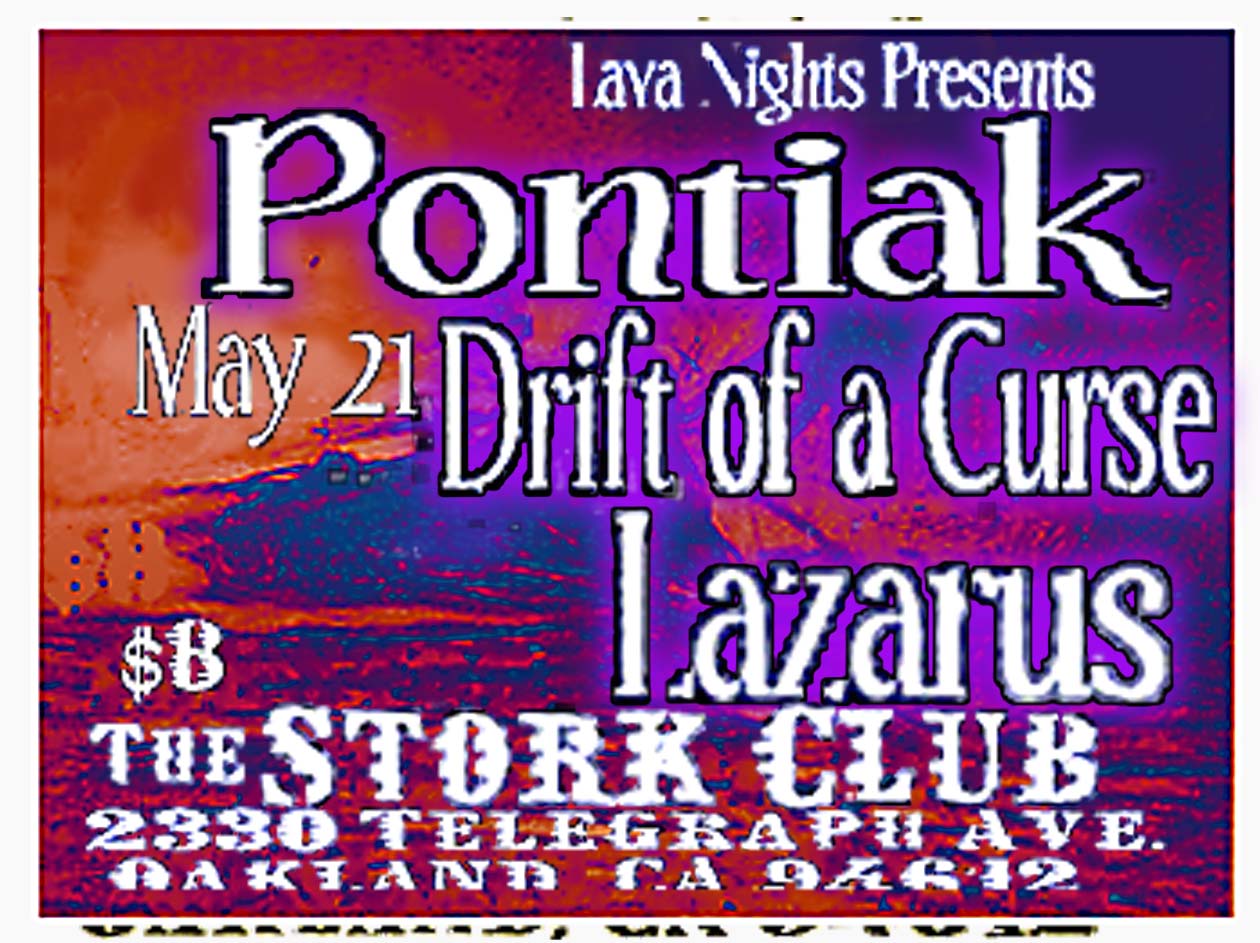 Lava Nights Presents
Pontiak
May 21
Drift of a Curse
Lazarus
THE STORK CLUB
2330 TELEGRAPH AVE.
OAKLAND CA 94612